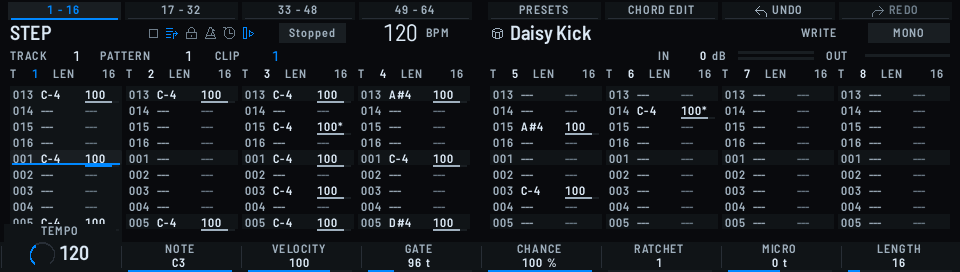 1 - 16 17 - 32 33 - 48 49 - 64 PRESETS CHORD EDIT UNDO REDO
STEP Stopped 120 BPM Daisy Kick WRITE MONO
TRACK 1 PATTERN 1 CLIP 1 IN 0 dB OUT
T 1 LEN 16 T 2 LEN 16 T 3 LEN 16 T 4 LEN 16 T 5 LEN 16 T 6 LEN 16 T 7 LEN 16 T 8 LEN 16
013 C-4 100 013 C-4 100 013 C-4 100 013 A#4 100 013 --- --- 013 --- --- 013 --- --- 013 --- ---
014 --- --- 014 --- --- 014 --- --- 014 --- --- 014 --- --- 014 C-4 100* 014 --- --- 014 --- ---
015 --- --- 015 --- --- 015 C-4 100* 015 --- --- 015 A#4 100 015 --- --- 015 --- --- 015 --- ---
016 --- --- 016 --- --- 016 --- --- 016 --- --- 016 --- --- 016 --- --- 016 --- --- 016 --- ---
001 C-4 100 001 --- --- 001 C-4 100 001 C-4 100 001 --- --- 001 --- --- 001 --- --- 001 --- ---
002 --- --- 002 --- --- 002 --- --- 002 --- --- 002 --- --- 002 --- --- 002 --- --- 002 --- ---
003 --- --- 003 --- --- 003 C-4 100 003 --- --- 003 C-4 100 003 --- --- 003 --- --- 003 --- ---
004 --- --- 004 --- --- 004 --- --- 004 --- --- 004 --- --- 004 --- --- 004 --- --- 004 --- ---
005 C-4 100 005 C-4 100 005 C-4 100 005 D#4 100 005 --- --- 005 --- --- 005 --- --- 005 --- ---
TEMPO NOTE VELOCITY GATE CHANCE RATCHET MICRO LENGTH
120 C3 100 96 t 100 % 1 0 t 16